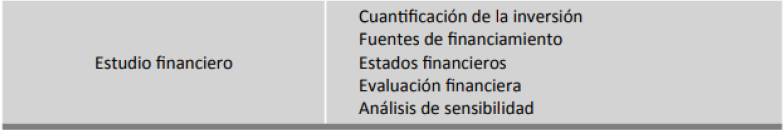 Estudio financiero
Cuantificación de la inversión
Fuentes de financiamiento
Estados financieros
Evaluación financiera
Análisis de sensibilidad